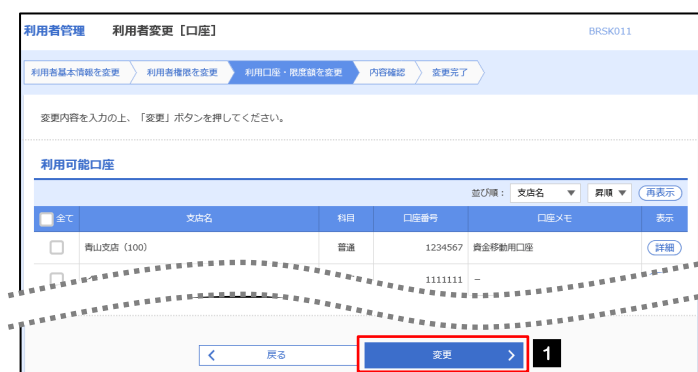 利用者管理 利用者変更［口座］ BRSK011
利用者基本情報を変更 利用者権限を変更 利用口座・限度額を変更 内容確認 変更完了
変更内容を入力の上、「変更」ボタンを押してください。
利用可能口座
並び順： 支店名 ▼ 昇順 ▼ 再表示
全て 支店名 科目 口座番号 口座メモ 表示
青山支店（100） 普通 1234567 資金移動用口座 詳細
1111111 －
戻る 変更 1